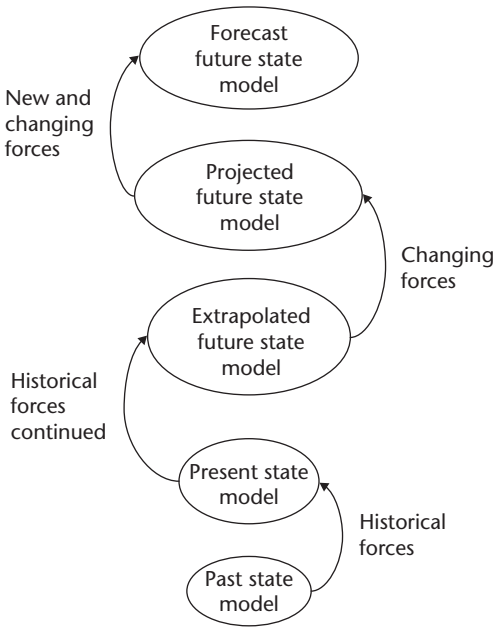 Forecast
future state
model
New and
changing
forces
Projected
future state
model
Changing
forces
Extrapolated
future state
model
Historical
forces
continued
Present state
model
Historical
forces
Past state
model